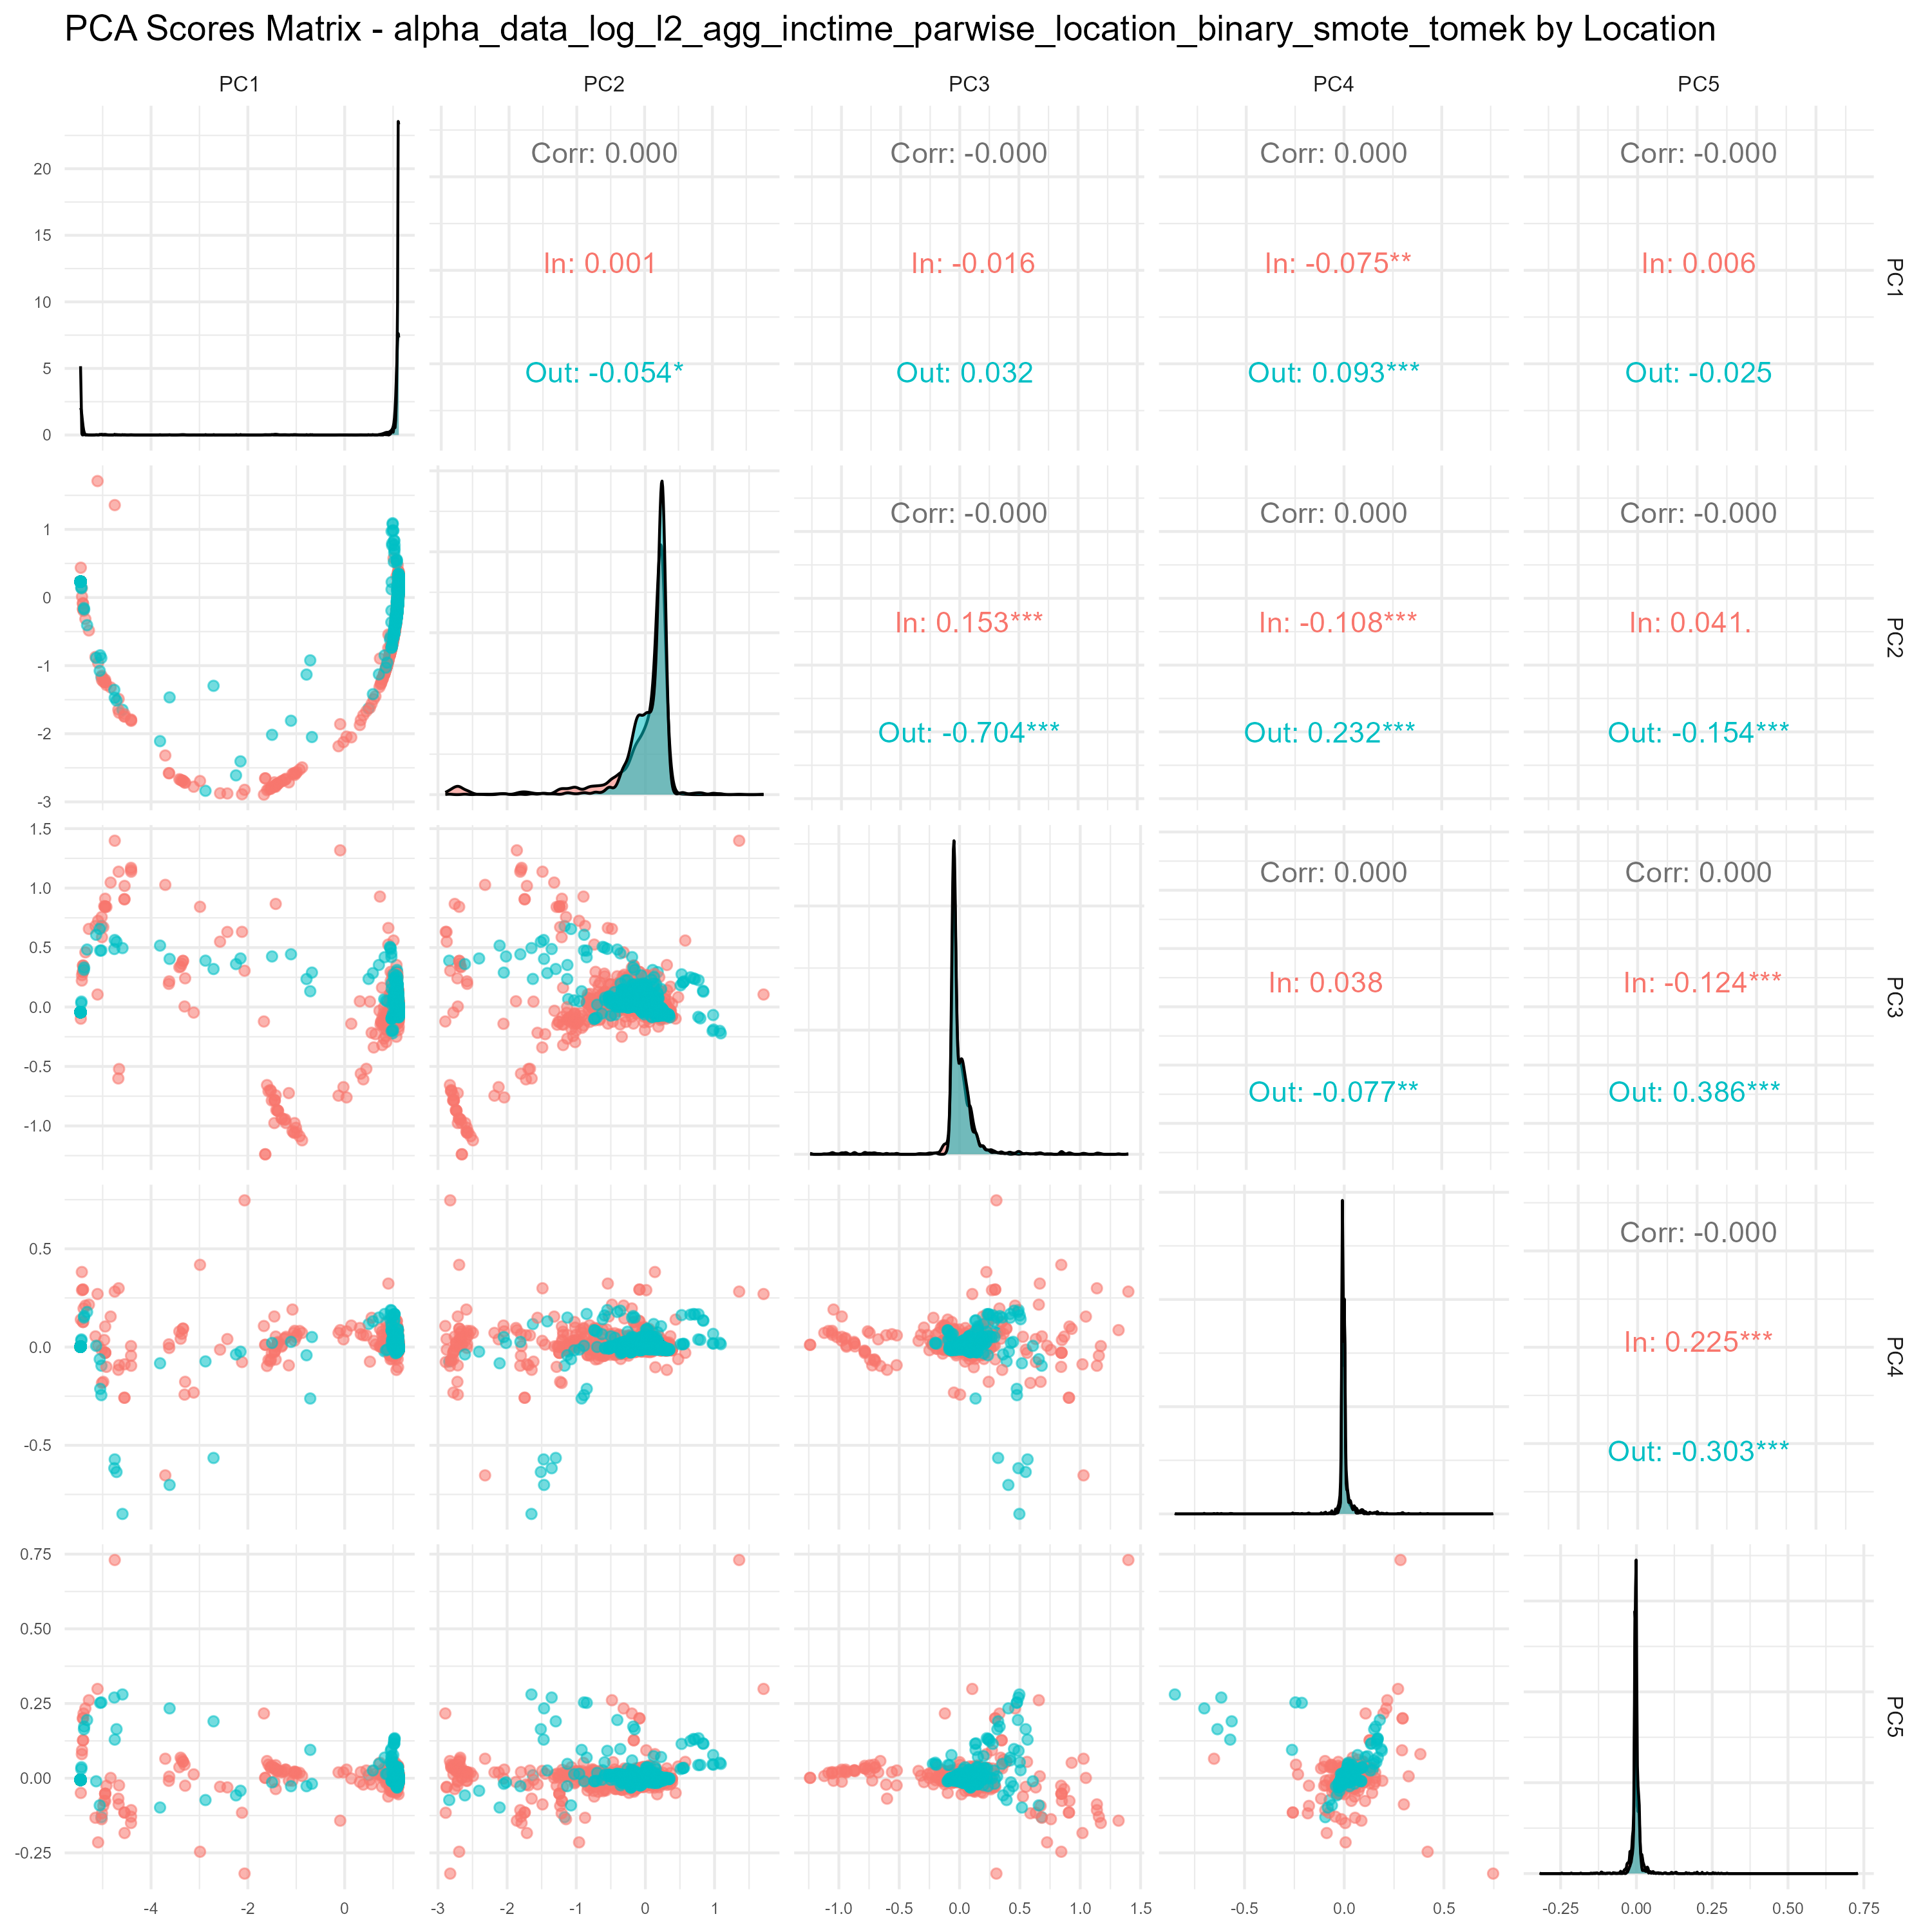 PCA Scores Matrix - alpha_data_log_l2_agg_inctime_parwise_location_binary_smote_tomek by Location
PC1 PC2 PC3 PC4 PC5
20
15
10
5
0
Corr: 0.000
In: 0.001
Out: -0.054*
Corr: -0.000
In: -0.016
Out: 0.032
Corr: 0.000
In: -0.075**
Out: 0.093***
Corr: -0.000
In: 0.006
Out: -0.025
PC1
1
0
-1
-2
-3
Corr: -0.000
In: 0.153***
Out: -0.704***
Corr: 0.000
In: -0.108***
Out: 0.232***
Corr: -0.000
In: 0.041.
Out: -0.154***
PC2
1.5
1.0
0.5
0.0
-0.5
-1.0
Corr: 0.000
In: 0.038
Out: -0.077**
Corr: 0.000
In: -0.124***
Out: 0.386***
PC3
0.5
0.0
-0.5
Corr: -0.000
In: 0.225***
Out: -0.303***
PC4
0.75
0.50
0.25
0.00
-0.25
PC5
-4 -2 0
-3 -2 -1 0 1
-1.0 -0.5 0.0 0.5 1.0 1.5
-0.5 0.0 0.5
-0.25 0.00 0.25 0.50 0.75